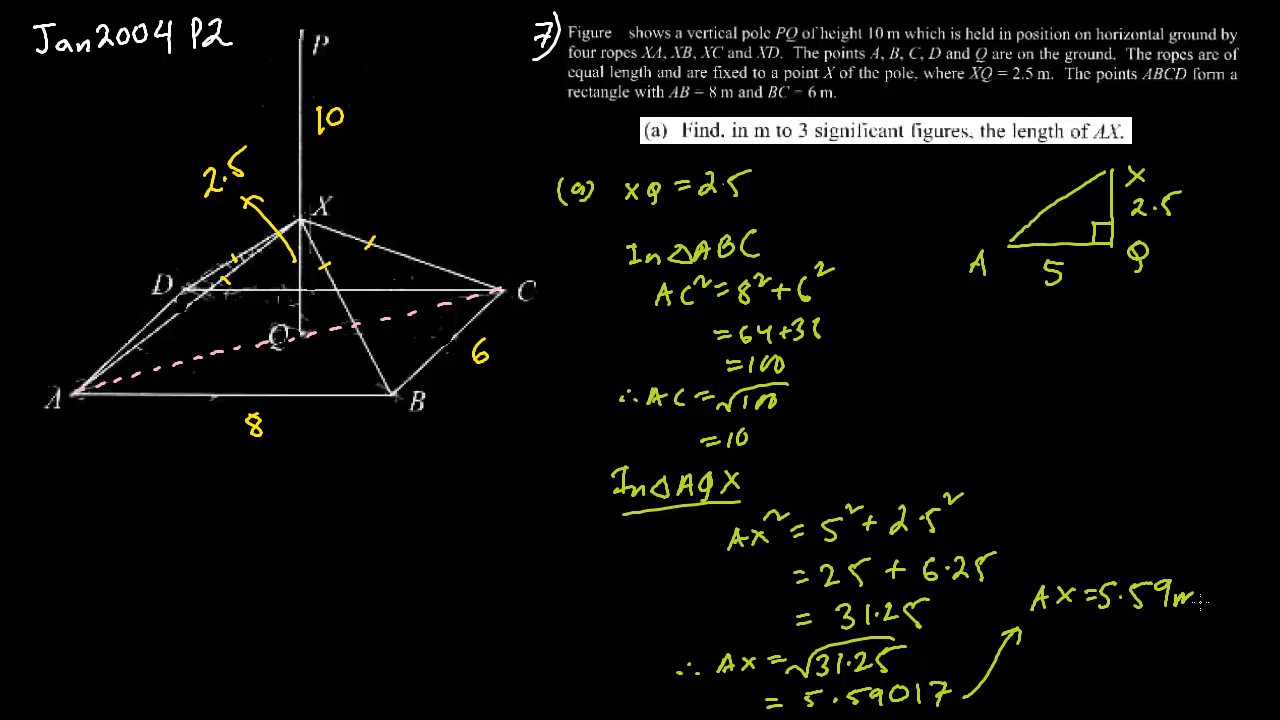 Jan 2004 P2
P
10
2.5
X
D
C
Q
6
A
B
8
7) Figure shows a vertical pole PQ of height 10 m which is held in position on horizontal ground by
four ropes XA, XB, XC and XD. The points A, B, C, D and Q are on the ground. The ropes are of
equal length and are fixed to a point X of the pole, where XQ = 2.5 m. The points ABCD form a
rectangle with AB = 8 m and BC = 6 m.
(a) Find, in m to 3 significant figures, the length of AX.
(a) XQ = 2.5
X
2.5
A
5
Q
In △ABC
AC² = 8² + 6²
= 64 + 36
= 100
∴ AC = √100
= 10
In △AQX
AX² = 5² + 2.5²
= 25 + 6.25
= 31.25
∴ AX = √31.25
= 5.59017
AX = 5.59m